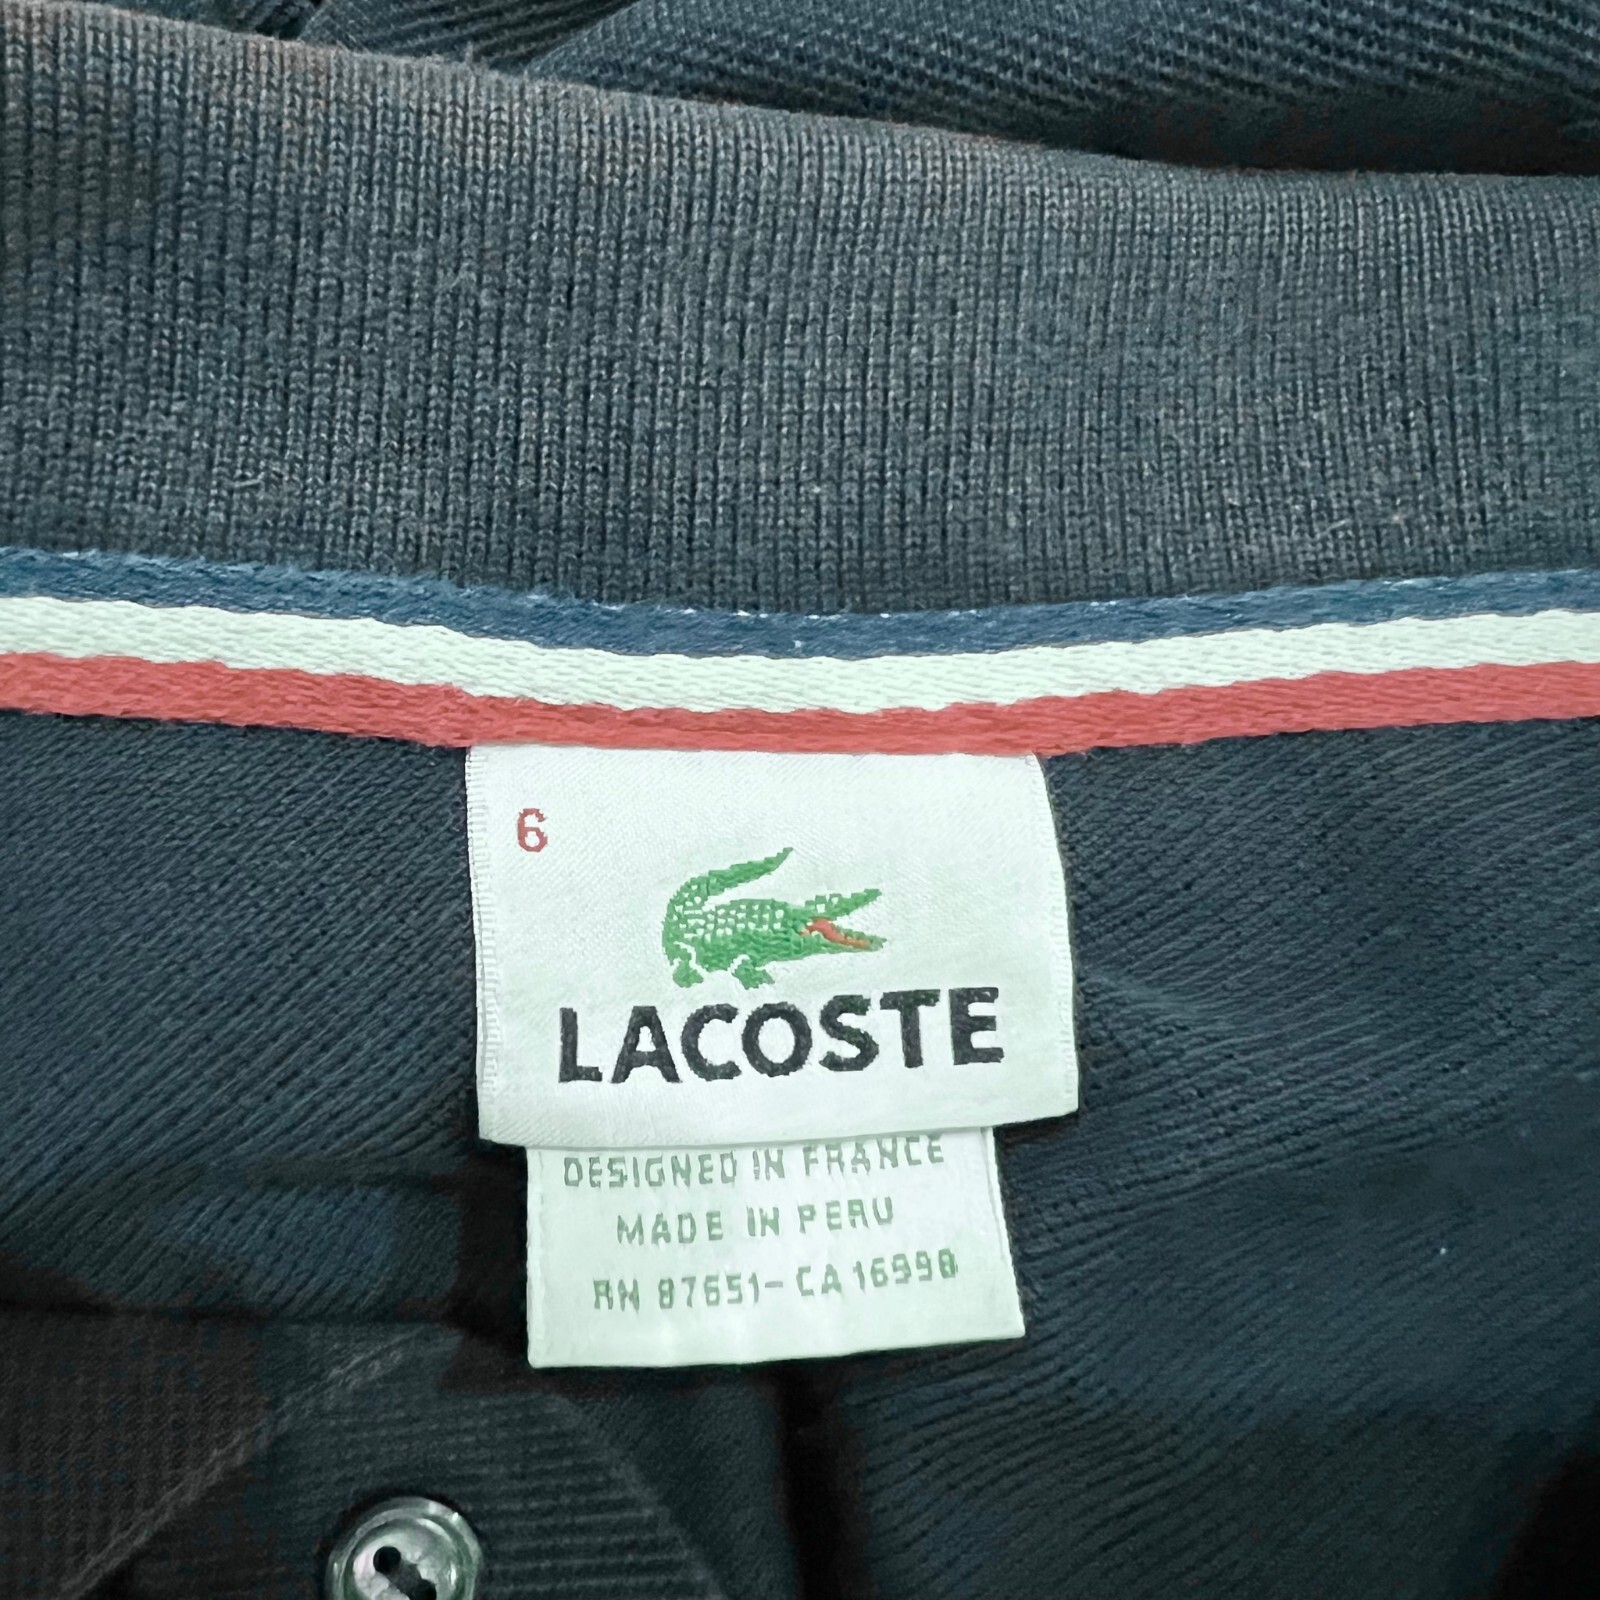 6
LACOSTE
DESIGNED IN FRANCE
MADE IN PERU
RN 87651-CA 16998